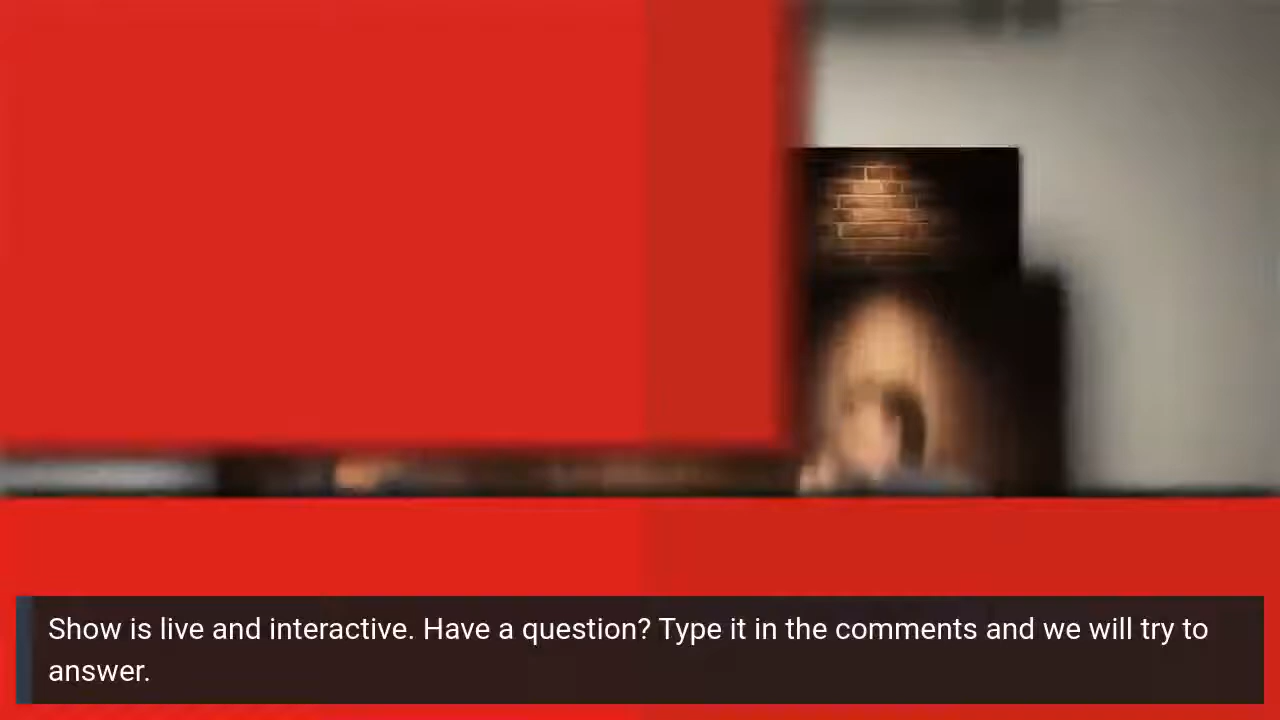 Show is live and interactive. Have a question? Type it in the comments and we will try to
answer.